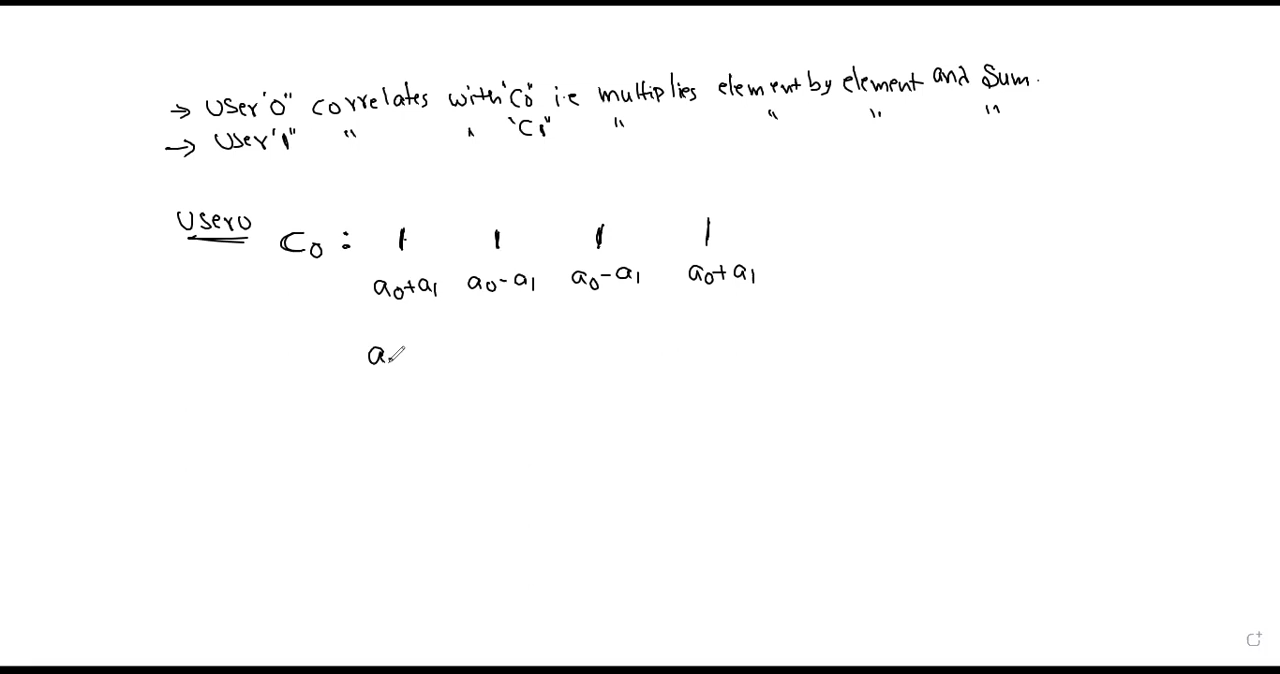 → User'0" correlates with 'C0" i.e multiplies element by element and Sum.
→ User'1" " " 'C1" " " " "
User0 C0 : 1 1 1 1
a0+a1 a0-a1 a0-a1 a0+a1
a